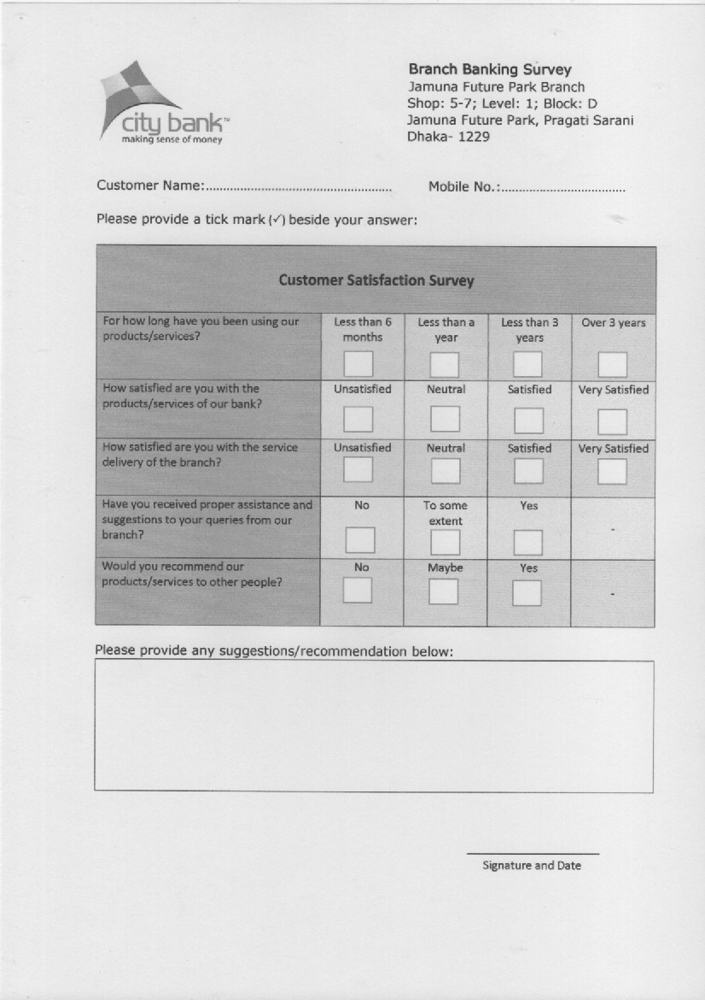 city bank™
making sense of money
Branch Banking Survey
Jamuna Future Park Branch
Shop: 5-7; Level: 1; Block: D
Jamuna Future Park, Pragati Sarani
Dhaka- 1229
Customer Name:...................................................... Mobile No.:....................................
Please provide a tick mark (✓) beside your answer:
Customer Satisfaction Survey
For how long have you been using our
products/services?
Less than 6
months
Less than a
year
Less than 3
years
Over 3 years
How satisfied are you with the
products/services of our bank?
Unsatisfied
Neutral
Satisfied
Very Satisfied
How satisfied are you with the service
delivery of the branch?
Unsatisfied
Neutral
Satisfied
Very Satisfied
Have you received proper assistance and
suggestions to your queries from our
branch?
No
To some
extent
Yes
-
Would you recommend our
products/services to other people?
No
Maybe
Yes
-
Please provide any suggestions/recommendation below:
Signature and Date